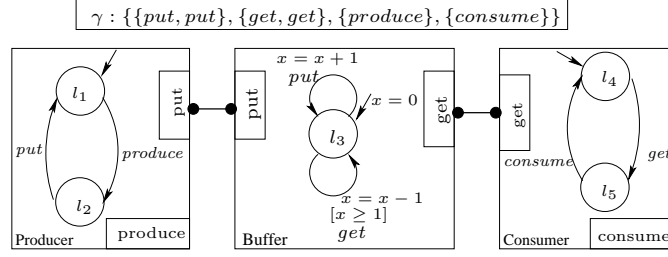 γ : {{put, put}, {get, get}, {produce}, {consume}}
l₁
put
produce
l₂
Producer
put
produce
put
x = x + 1
put
x = 0
l₃
x = x − 1
[x ≥ 1]
get
Buffer
get
get
l₄
consume
get
l₅
Consumer
consume